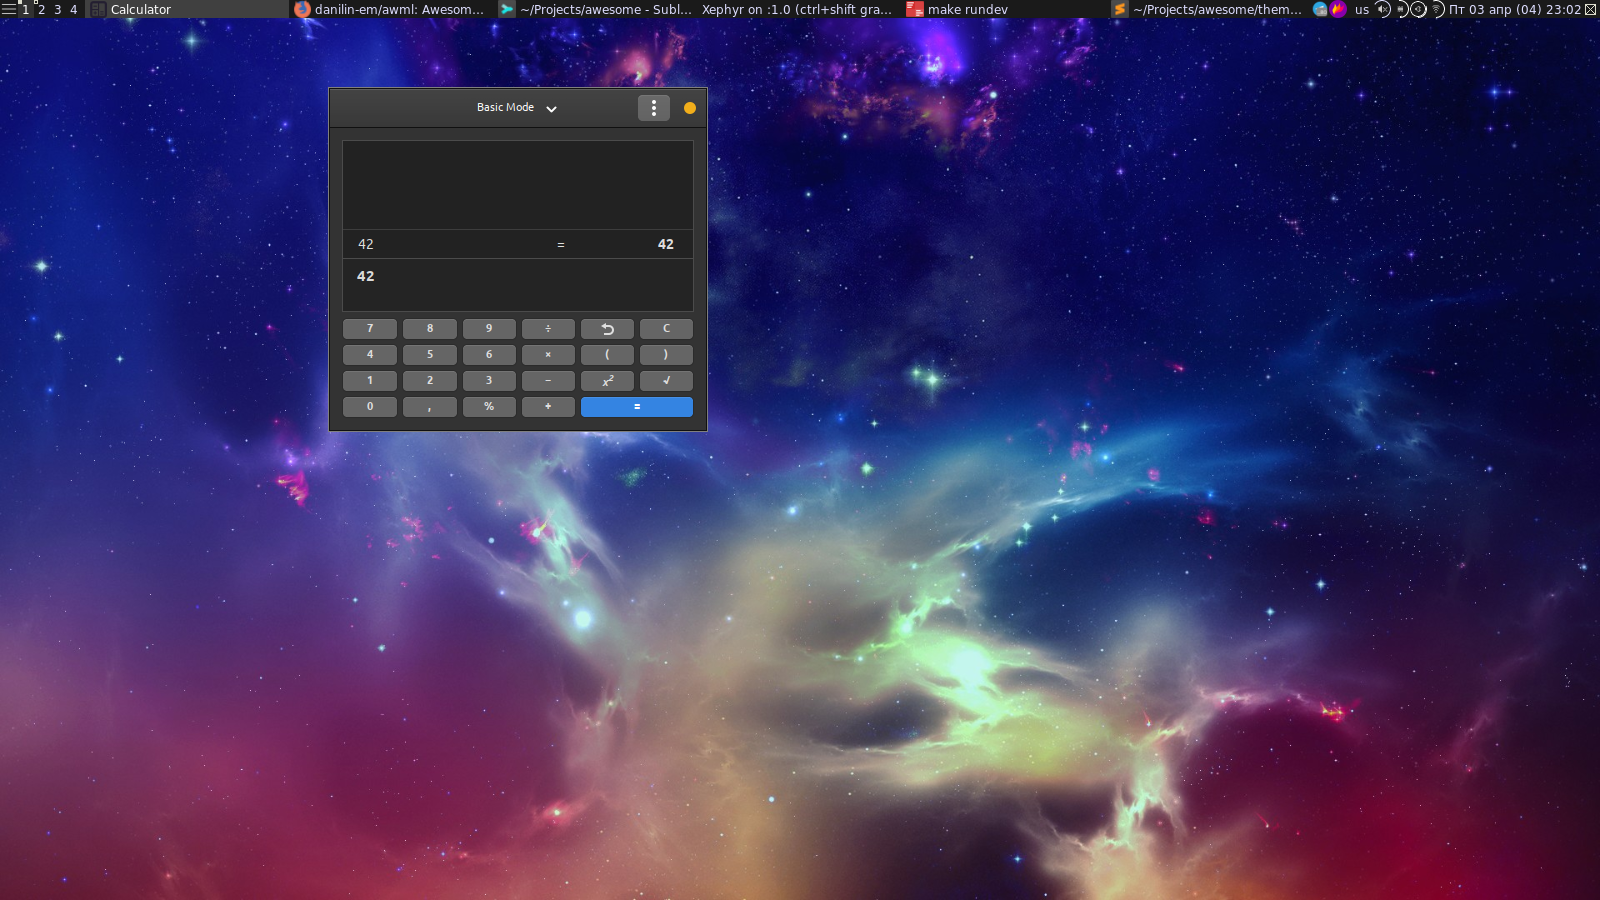 1 2 3 4 Calculator danilin-em/awml: Awesom... ~/Projects/awesome - Subl... Xephyr on :1.0 (ctrl+shift gra... make rundev ~/Projects/awesome/them... us Пт 03 апр (04) 23:02
Basic Mode
42 = 42
42
7 8 9 ÷ C
4 5 6 × ( )
1 2 3 − x² √
0 , % + =